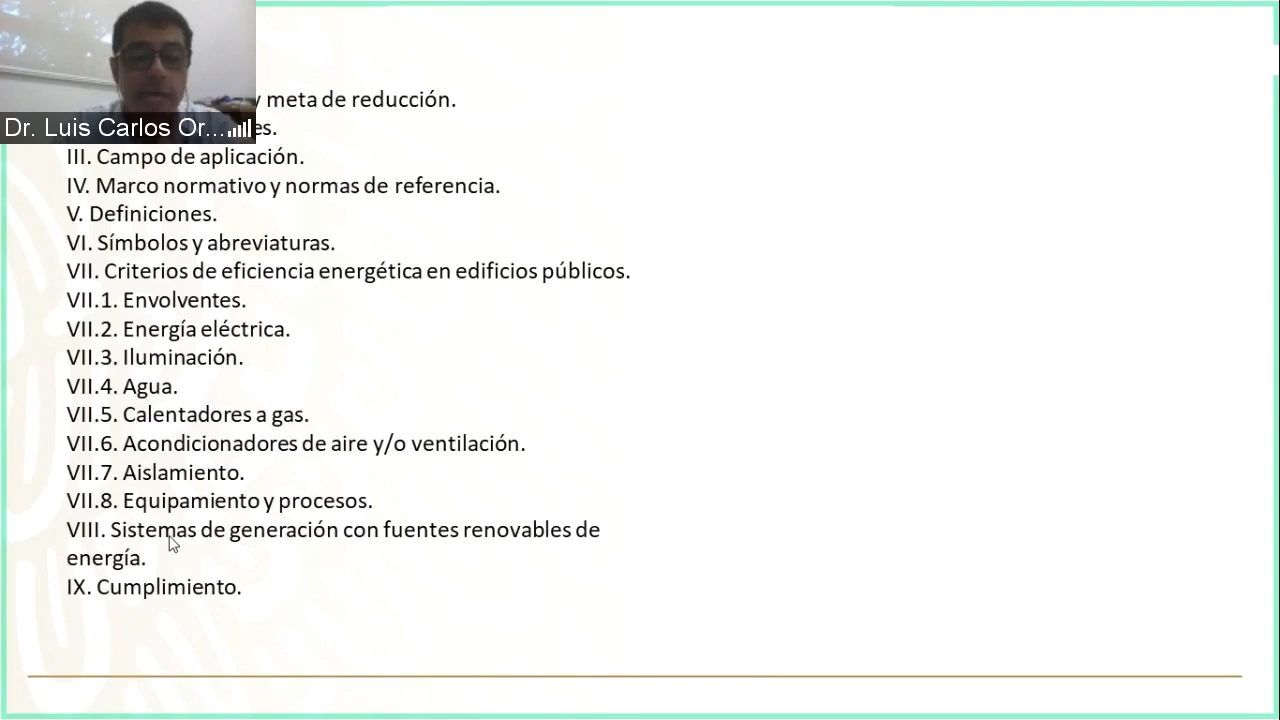 y meta de reducción.
Dr. Luis Carlos Or...
es.
III. Campo de aplicación.
IV. Marco normativo y normas de referencia.
V. Definiciones.
VI. Símbolos y abreviaturas.
VII. Criterios de eficiencia energética en edificios públicos.
VII.1. Envolventes.
VII.2. Energía eléctrica.
VII.3. Iluminación.
VII.4. Agua.
VII.5. Calentadores a gas.
VII.6. Acondicionadores de aire y/o ventilación.
VII.7. Aislamiento.
VII.8. Equipamiento y procesos.
VIII. Sistemas de generación con fuentes renovables de
energía.
IX. Cumplimiento.